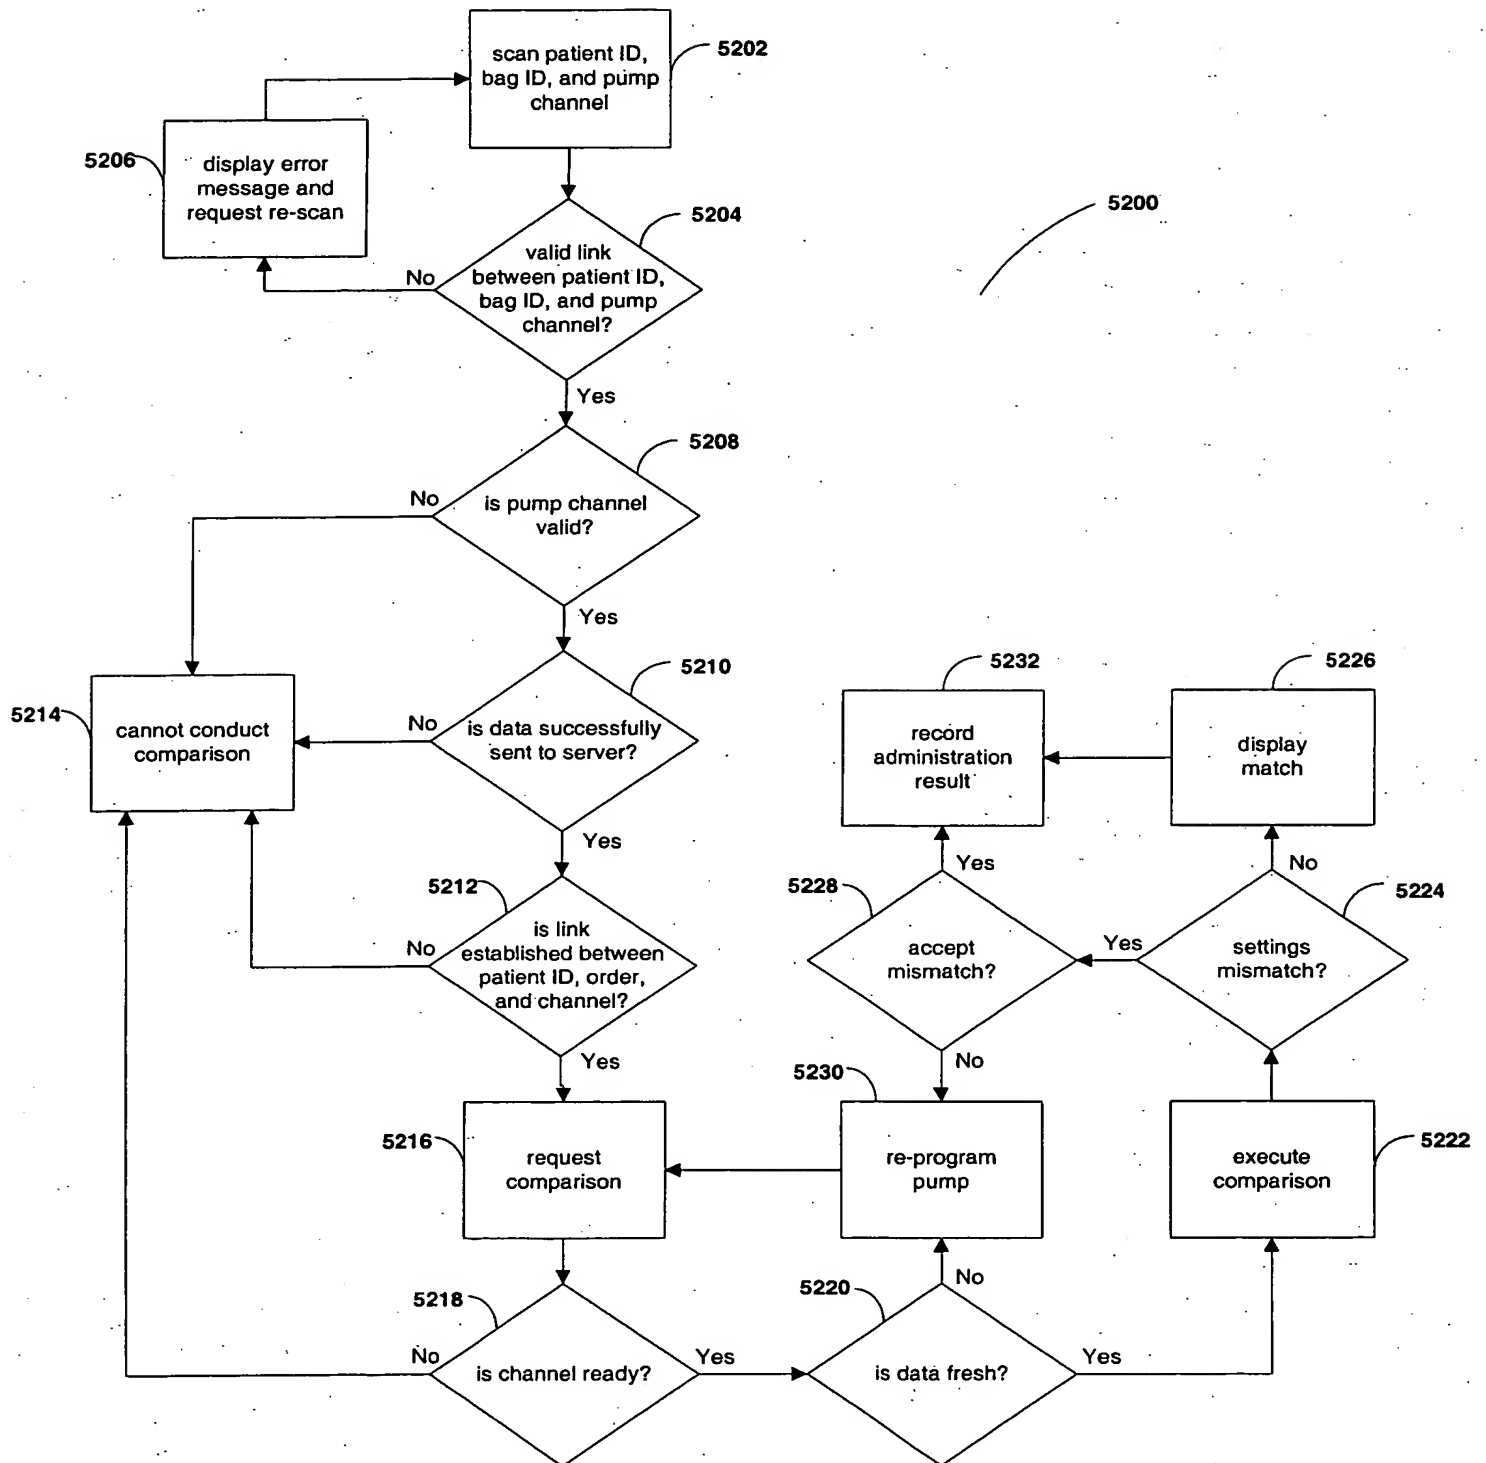 scan patient ID,
bag ID, and pump
channel
5202
5206
display error
message and
request re-scan
5204
5200
valid link
between patient ID,
bag ID, and pump
channel?
No
Yes
5208
No
is pump channel
valid?
Yes
5210
5232
5226
5214
cannot conduct
comparison
No
is data successfully
sent to server?
record
administration
result
display
match
Yes
Yes
No
5212
5228
5224
is link
established between
patient ID, order,
and channel?
No
accept
mismatch?
Yes
settings
mismatch?
Yes
No
5230
5216
request
comparison
re-program
pump
execute
comparison
5222
No
5218
5220
No
is channel ready?
Yes
is data fresh?
Yes